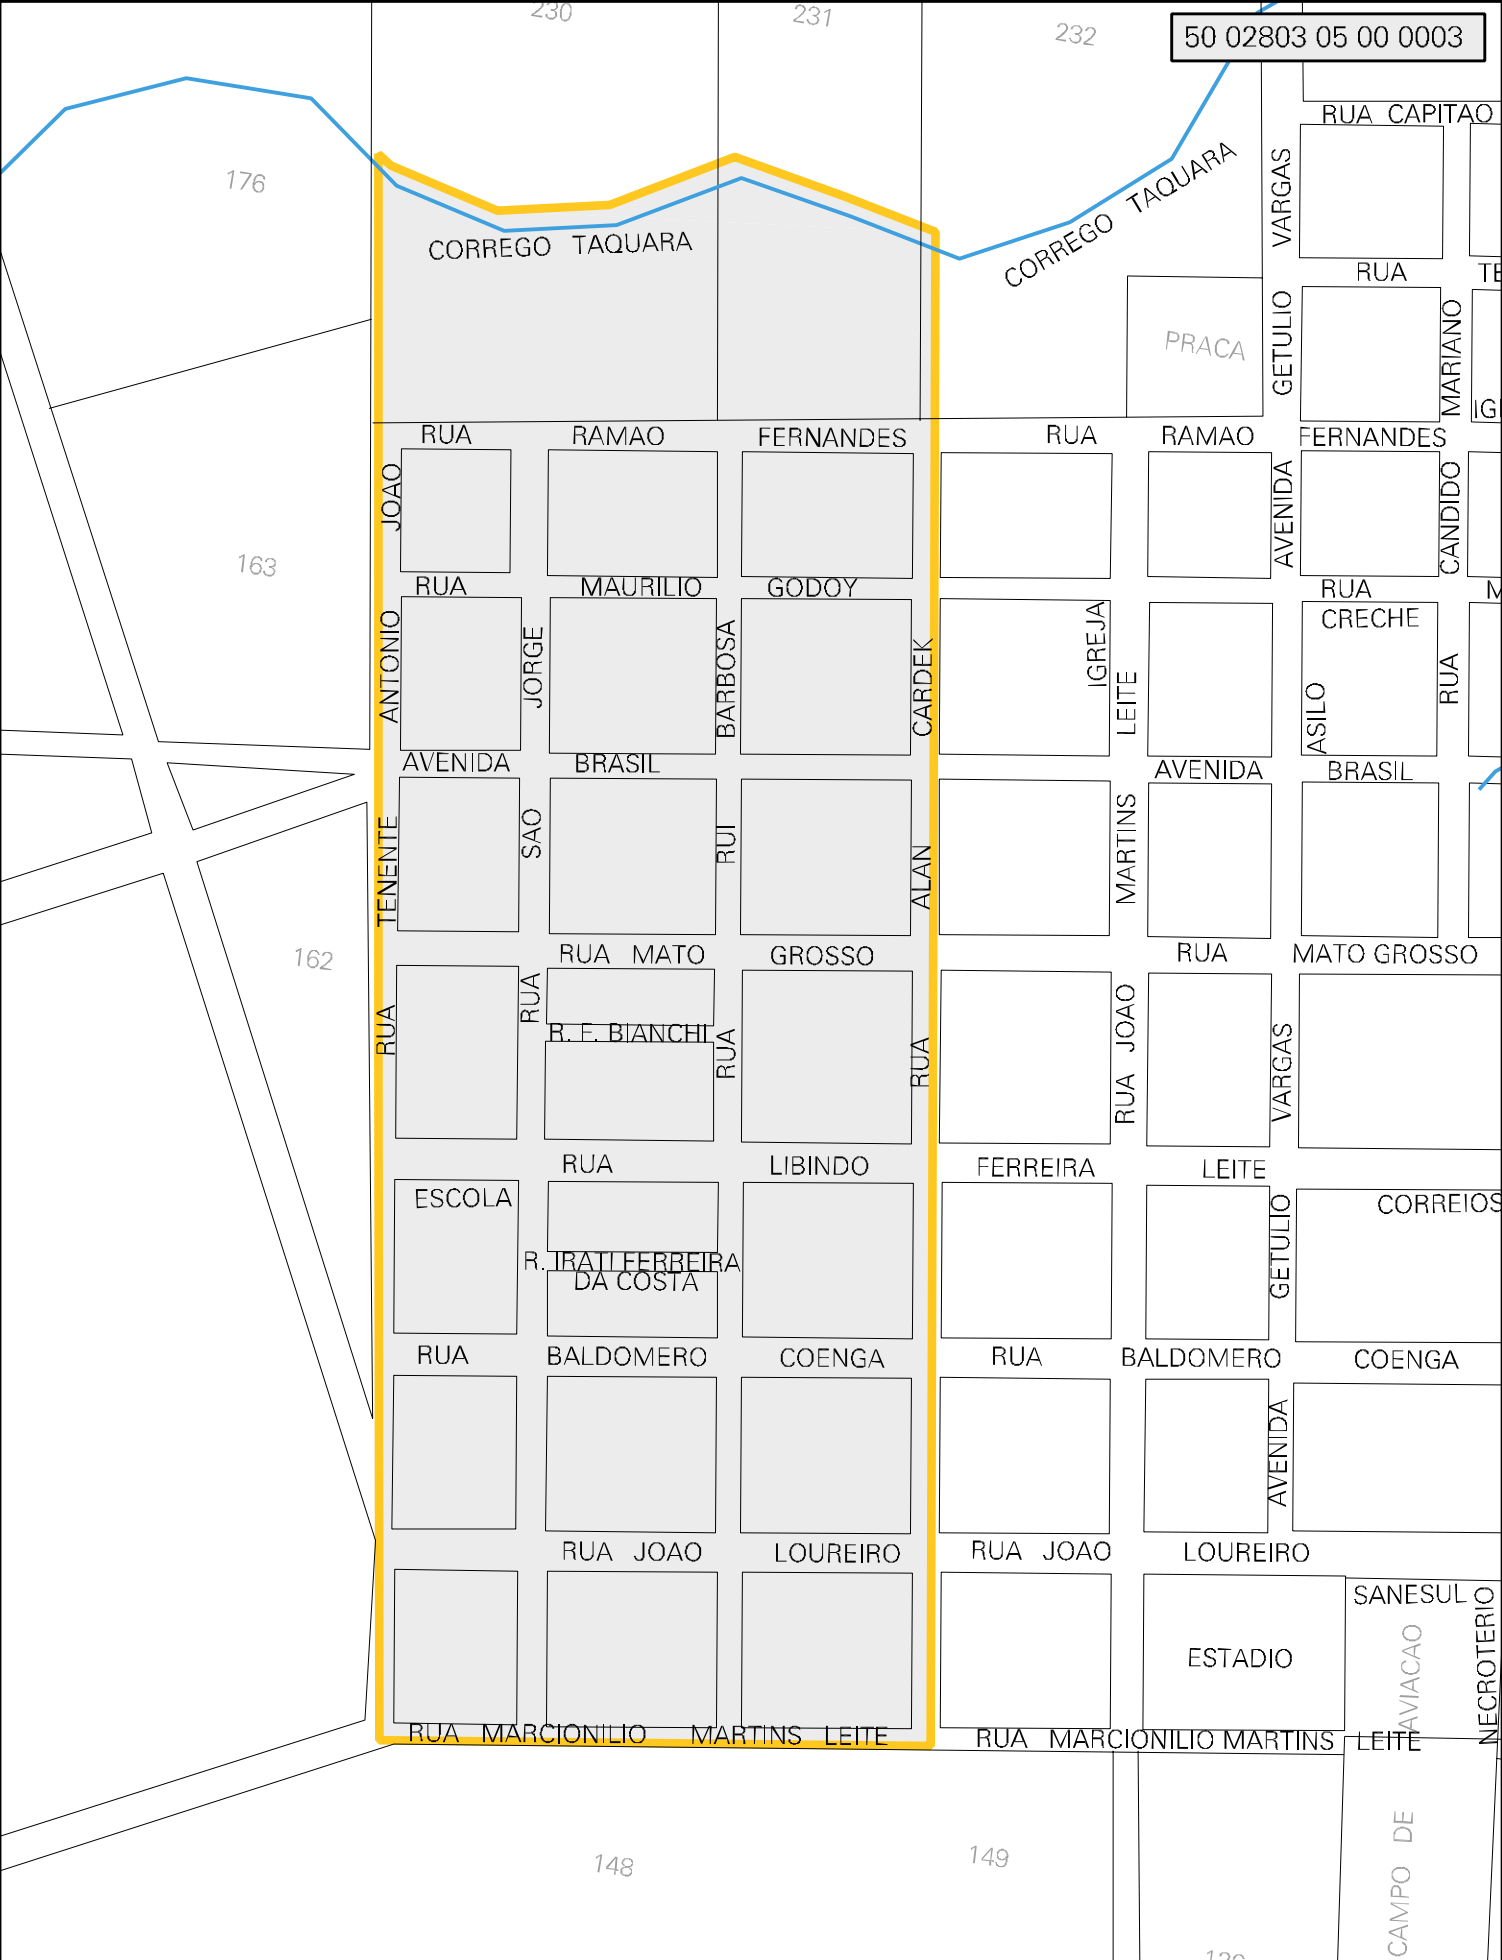 230
231
232
50 02803 05 00 0003
RUA CAPITAO
176
CORREGO TAQUARA
CORREGO TAQUARA
VARGAS
RUA
GETULIO
MARIANO
PRACA
RUA RAMAO FERNANDES
RUA RAMAO FERNANDES
JOAO
AVENIDA
CANDIDO
163
RUA MAURILIO GODOY
RUA
CRECHE
ANTONIO
JORGE
BARBOSA
CARDEK
IGREJA
LEITE
ASILO
RUA
AVENIDA BRASIL
AVENIDA BRASIL
TENENTE
SAO
RUI
ALAN
MARTINS
162
RUA MATO GROSSO
RUA MATO GROSSO
RUA
RUA
R. F. BIANCHI
RUA
RUA
RUA JOAO
VARGAS
RUA LIBINDO FERREIRA LEITE
ESCOLA
CORREIOS
R. IRATI FERREIRA
DA COSTA
GETULIO
RUA BALDOMERO COENGA
RUA BALDOMERO COENGA
AVENIDA
RUA JOAO LOUREIRO
RUA JOAO LOUREIRO
SANESUL
NECROTERIO
ESTADIO
CAMPO DE AVIACAO
RUA MARCIONILIO MARTINS LEITE
RUA MARCIONILIO MARTINS LEITE
148
149